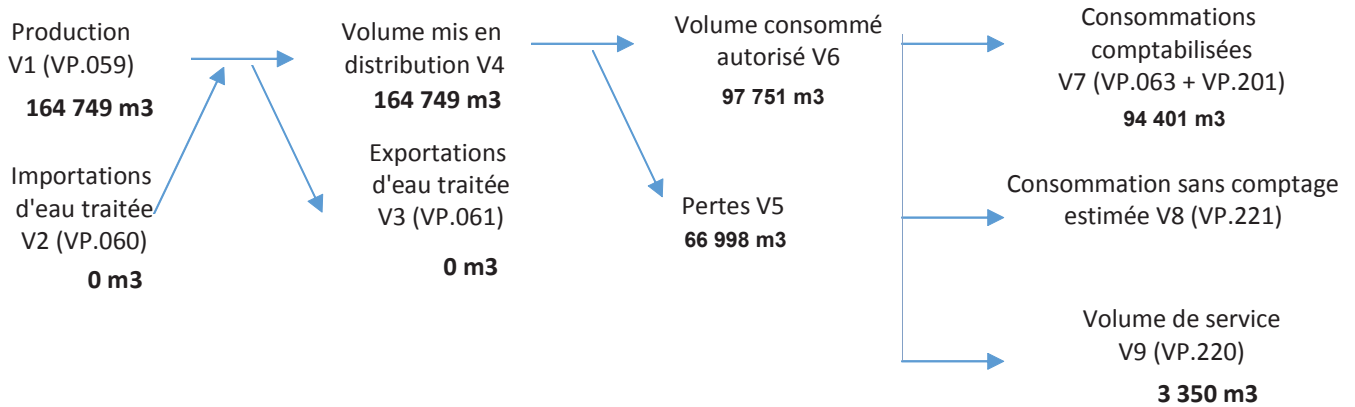 Production
V1 (VP.059)
164 749 m3
Importations
d'eau traitée
V2 (VP.060)
0 m3
Volume mis en
distribution V4
164 749 m3
Exportations
d'eau traitée
V3 (VP.061)
0 m3
Volume consommé
autorisé V6
97 751 m3
Pertes V5
66 998 m3
Consommations
comptabilisées
V7 (VP.063 + VP.201)
94 401 m3
Consommation sans comptage
estimée V8 (VP.221)
Volume de service
V9 (VP.220)
3 350 m3